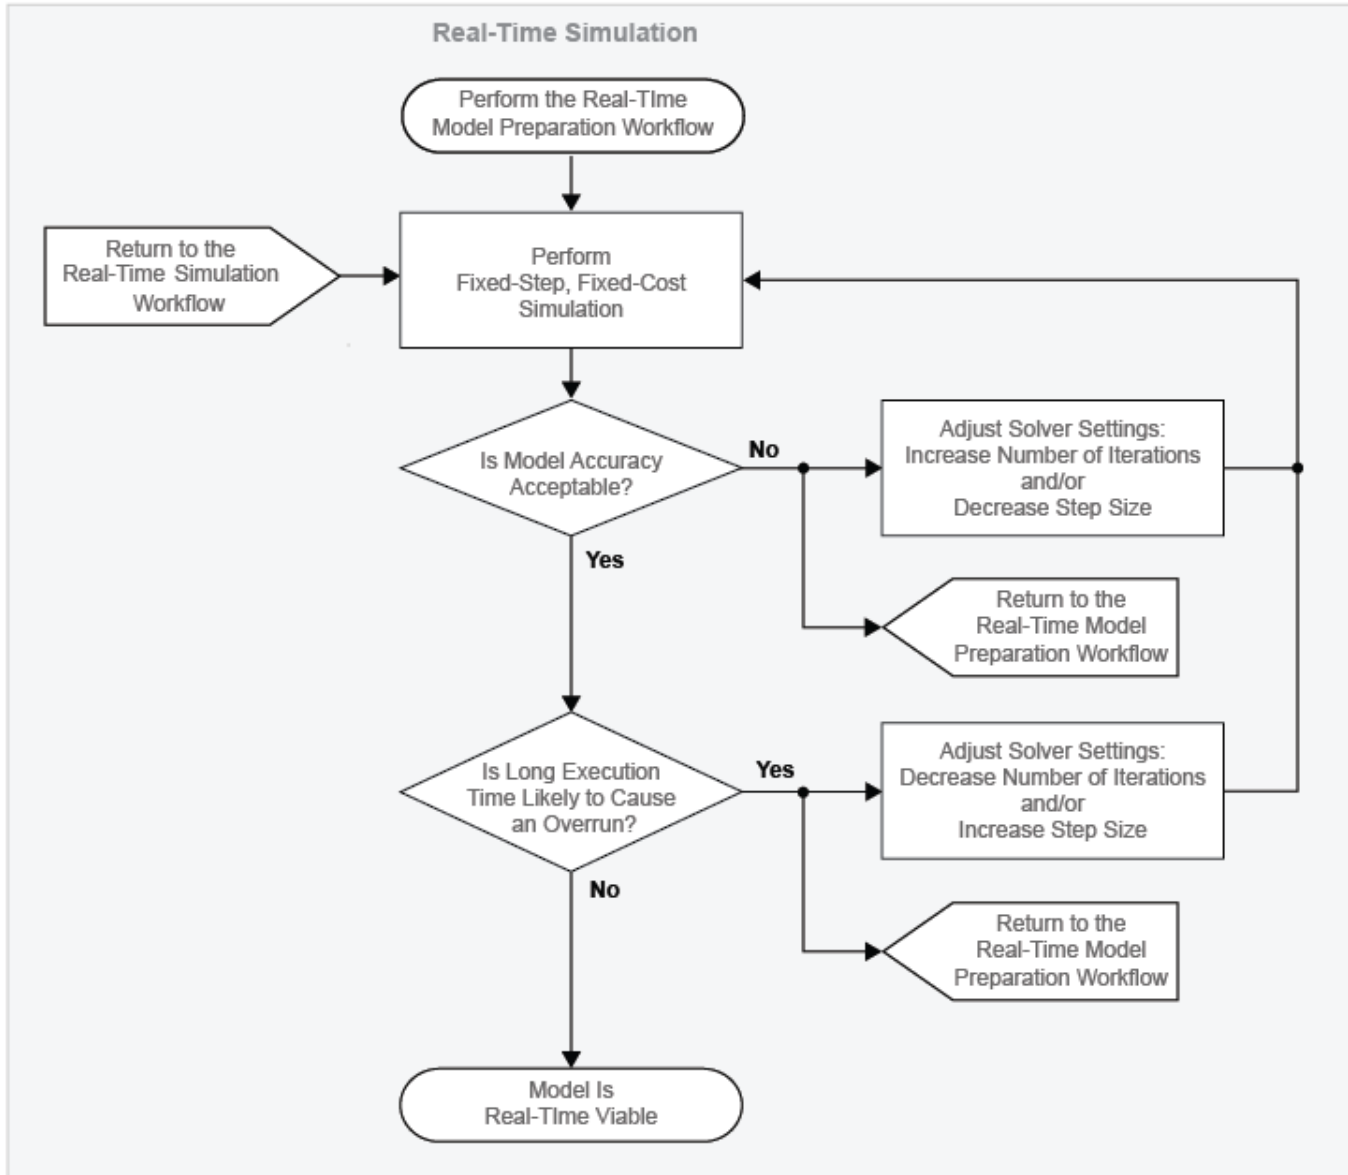 Real-Time Simulation
Perform the Real-TIme
Model Preparation Workflow
Return to the
Real-Time Simulation
Workflow
Perform
Fixed-Step, Fixed-Cost
Simulation
Is Model Accuracy
Acceptable?
No
Adjust Solver Settings:
Increase Number of Iterations
and/or
Decrease Step Size
Yes
Return to the
Real-Time Model
Preparation Workflow
Is Long Execution
Time Likely to Cause
an Overrun?
Yes
Adjust Solver Settings:
Decrease Number of Iterations
and/or
Increase Step Size
No
Return to the
Real-Time Model
Preparation Workflow
Model Is
Real-TIme Viable